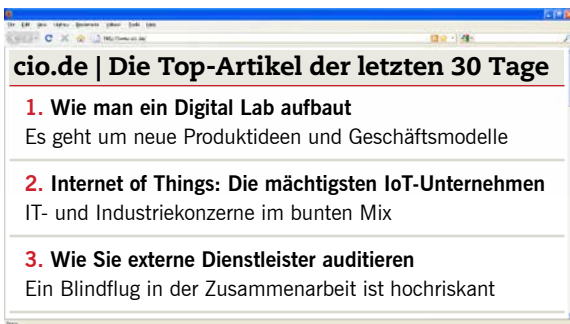 cio.de | Die Top-Artikel der letzten 30 Tage
1. Wie man ein Digital Lab aufbaut
Es geht um neue Produktideen und Geschäftsmodelle
2. Internet of Things: Die mächtigsten IoT-Unternehmen
IT- und Industriekonzerne im bunten Mix
3. Wie Sie externe Dienstleister auditieren
Ein Blindflug in der Zusammenarbeit ist hochriskant